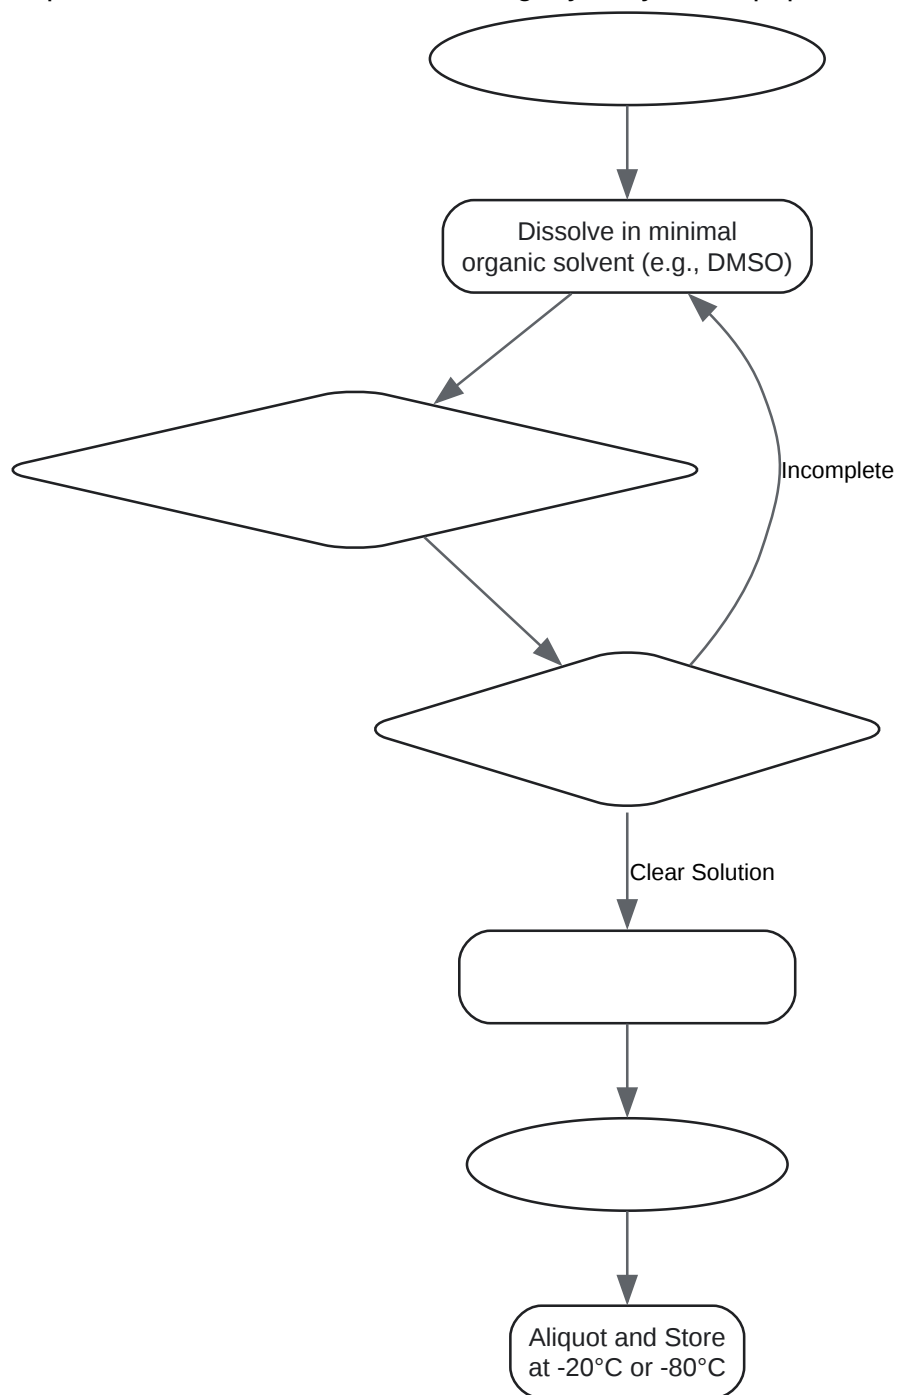 Dissolve in minimal
organic solvent (e.g., DMSO)
Incomplete
Clear Solution
Aliquot and Store
at -20°C or -80°C